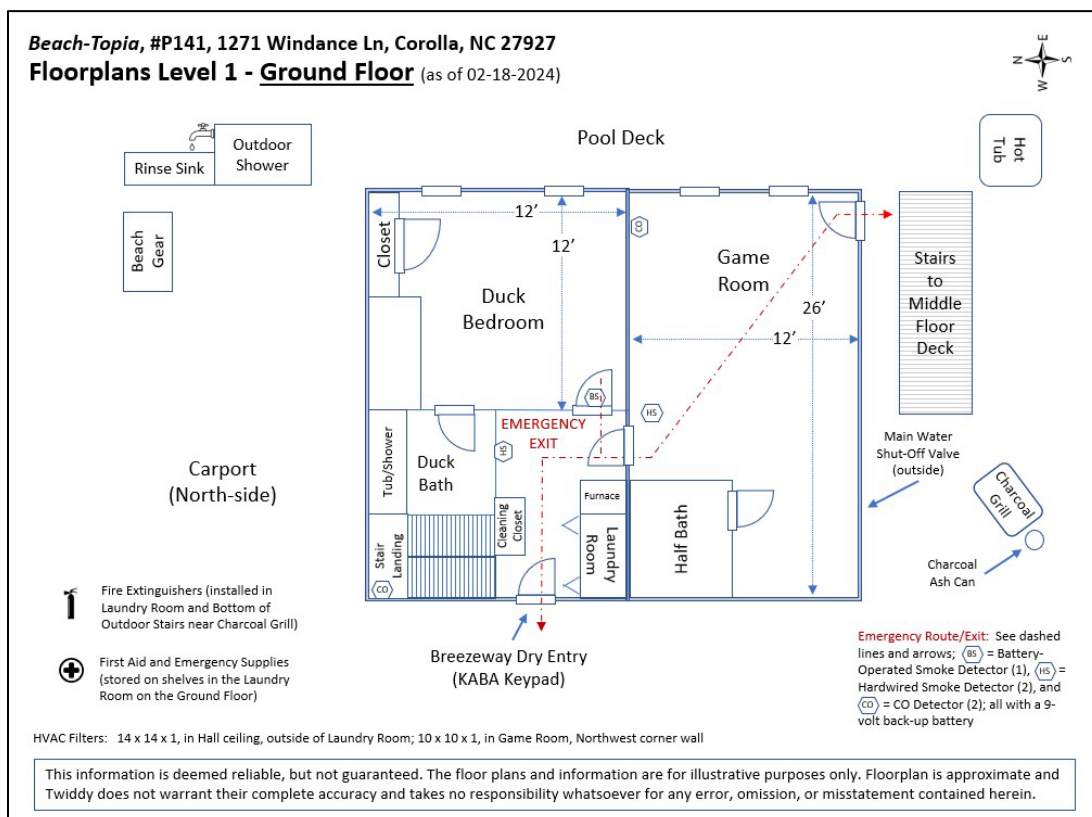 Beach-Topia, #P141, 1271 Windance Ln, Corolla, NC 27927
Floorplans Level 1 - Ground Floor (as of 02-18-2024)
N
E
S
W
Outdoor
Shower
Rinse Sink
Beach
Gear
Pool Deck
Hot
Tub
Closet
12’
12’
Duck
Bedroom
CO
Game
Room
26’
12’
Stairs
to
Middle
Floor
Deck
BS
HS
EMERGENCY
EXIT
HS
Carport
(North-side)
Tub/Shower
Duck
Bath
Cleaning
Closet
Furnace
Laundry
Room
Half Bath
Stair
Landing
CO
Main Water
Shut-Off Valve
(outside)
Charcoal
Grill
Charcoal
Ash Can
Fire Extinguishers (installed in
Laundry Room and Bottom of
Outdoor Stairs near Charcoal Grill)
First Aid and Emergency Supplies
(stored on shelves in the Laundry
Room on the Ground Floor)
Breezeway Dry Entry
(KABA Keypad)
Emergency Route/Exit: See dashed
lines and arrows; BS = Battery-
Operated Smoke Detector (1), HS =
Hardwired Smoke Detector (2), and
CO = CO Detector (2); all with a 9-
volt back-up battery
HVAC Filters: 14 x 14 x 1, in Hall ceiling, outside of Laundry Room; 10 x 10 x 1, in Game Room, Northwest corner wall
This information is deemed reliable, but not guaranteed. The floor plans and information are for illustrative purposes only. Floorplan is approximate and
Twiddy does not warrant their complete accuracy and takes no responsibility whatsoever for any error, omission, or misstatement contained herein.